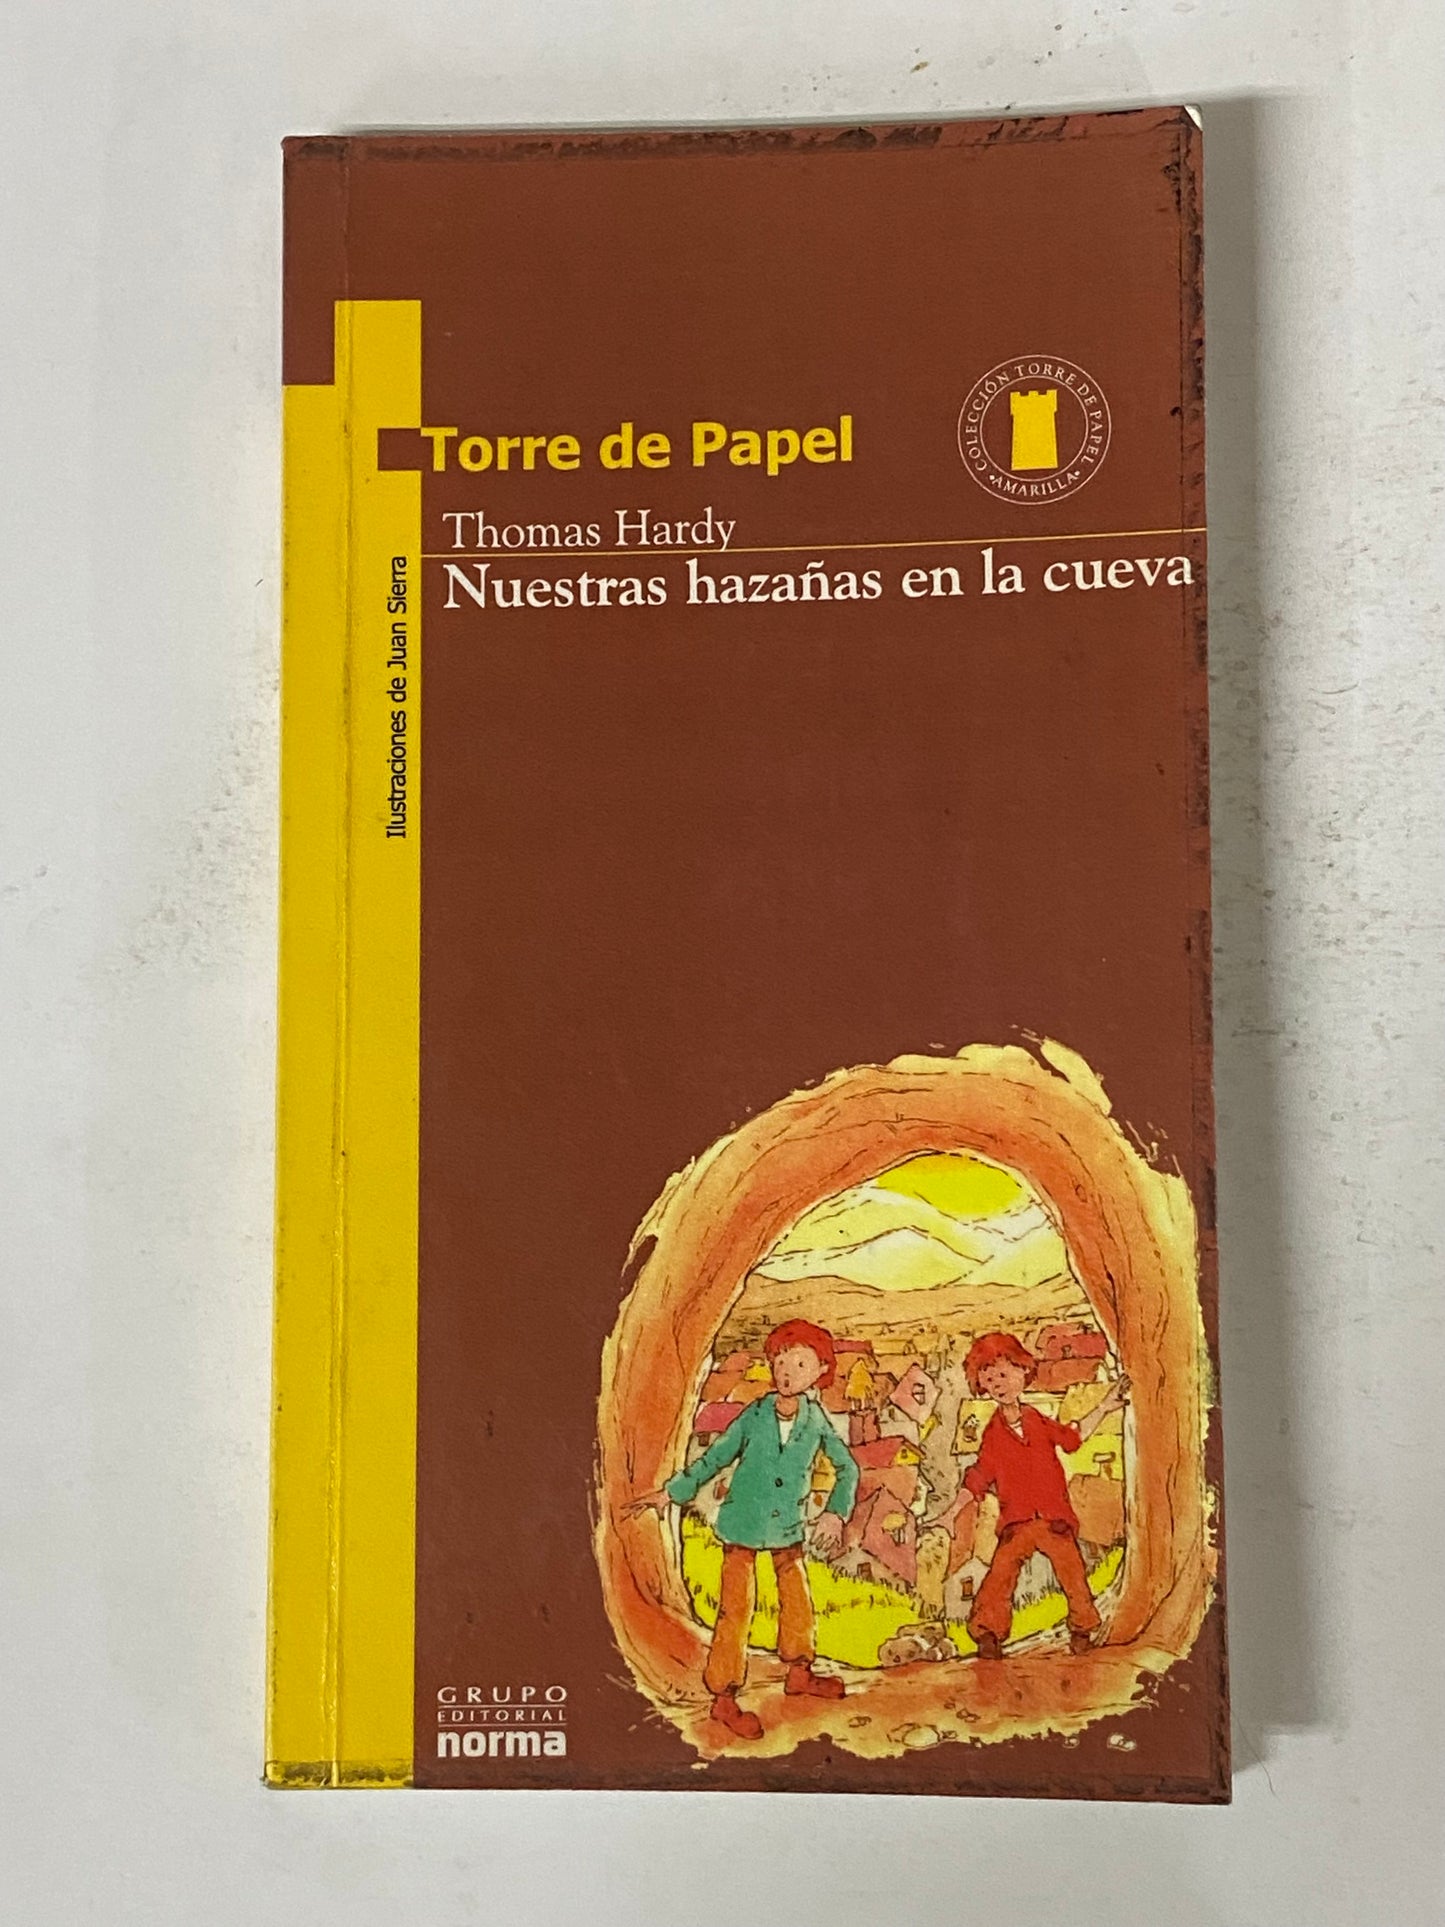 COLECCIÓN TORRE DE PAPEL
• AMARILLA •
Torre de Papel
Thomas Hardy
Nuestras hazañas en la cueva
Ilustraciones de Juan Sierra
GRUPO
EDITORIAL
norma